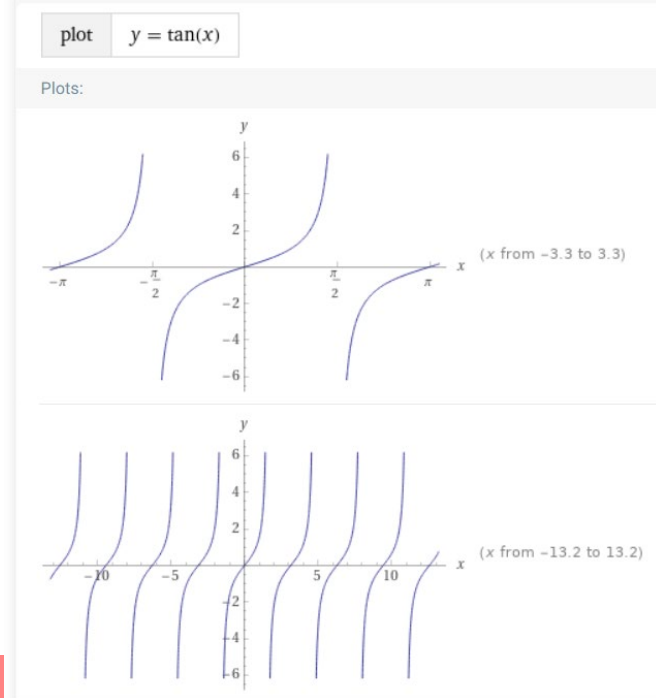 plot y = tan(x)
Plots:
y
6
4
2
(x from −3.3 to 3.3)
x
−π
−π/2
π/2
π
−2
−4
−6
y
6
4
2
(x from −13.2 to 13.2)
x
−10 −5 5 10
−2
−4
−6